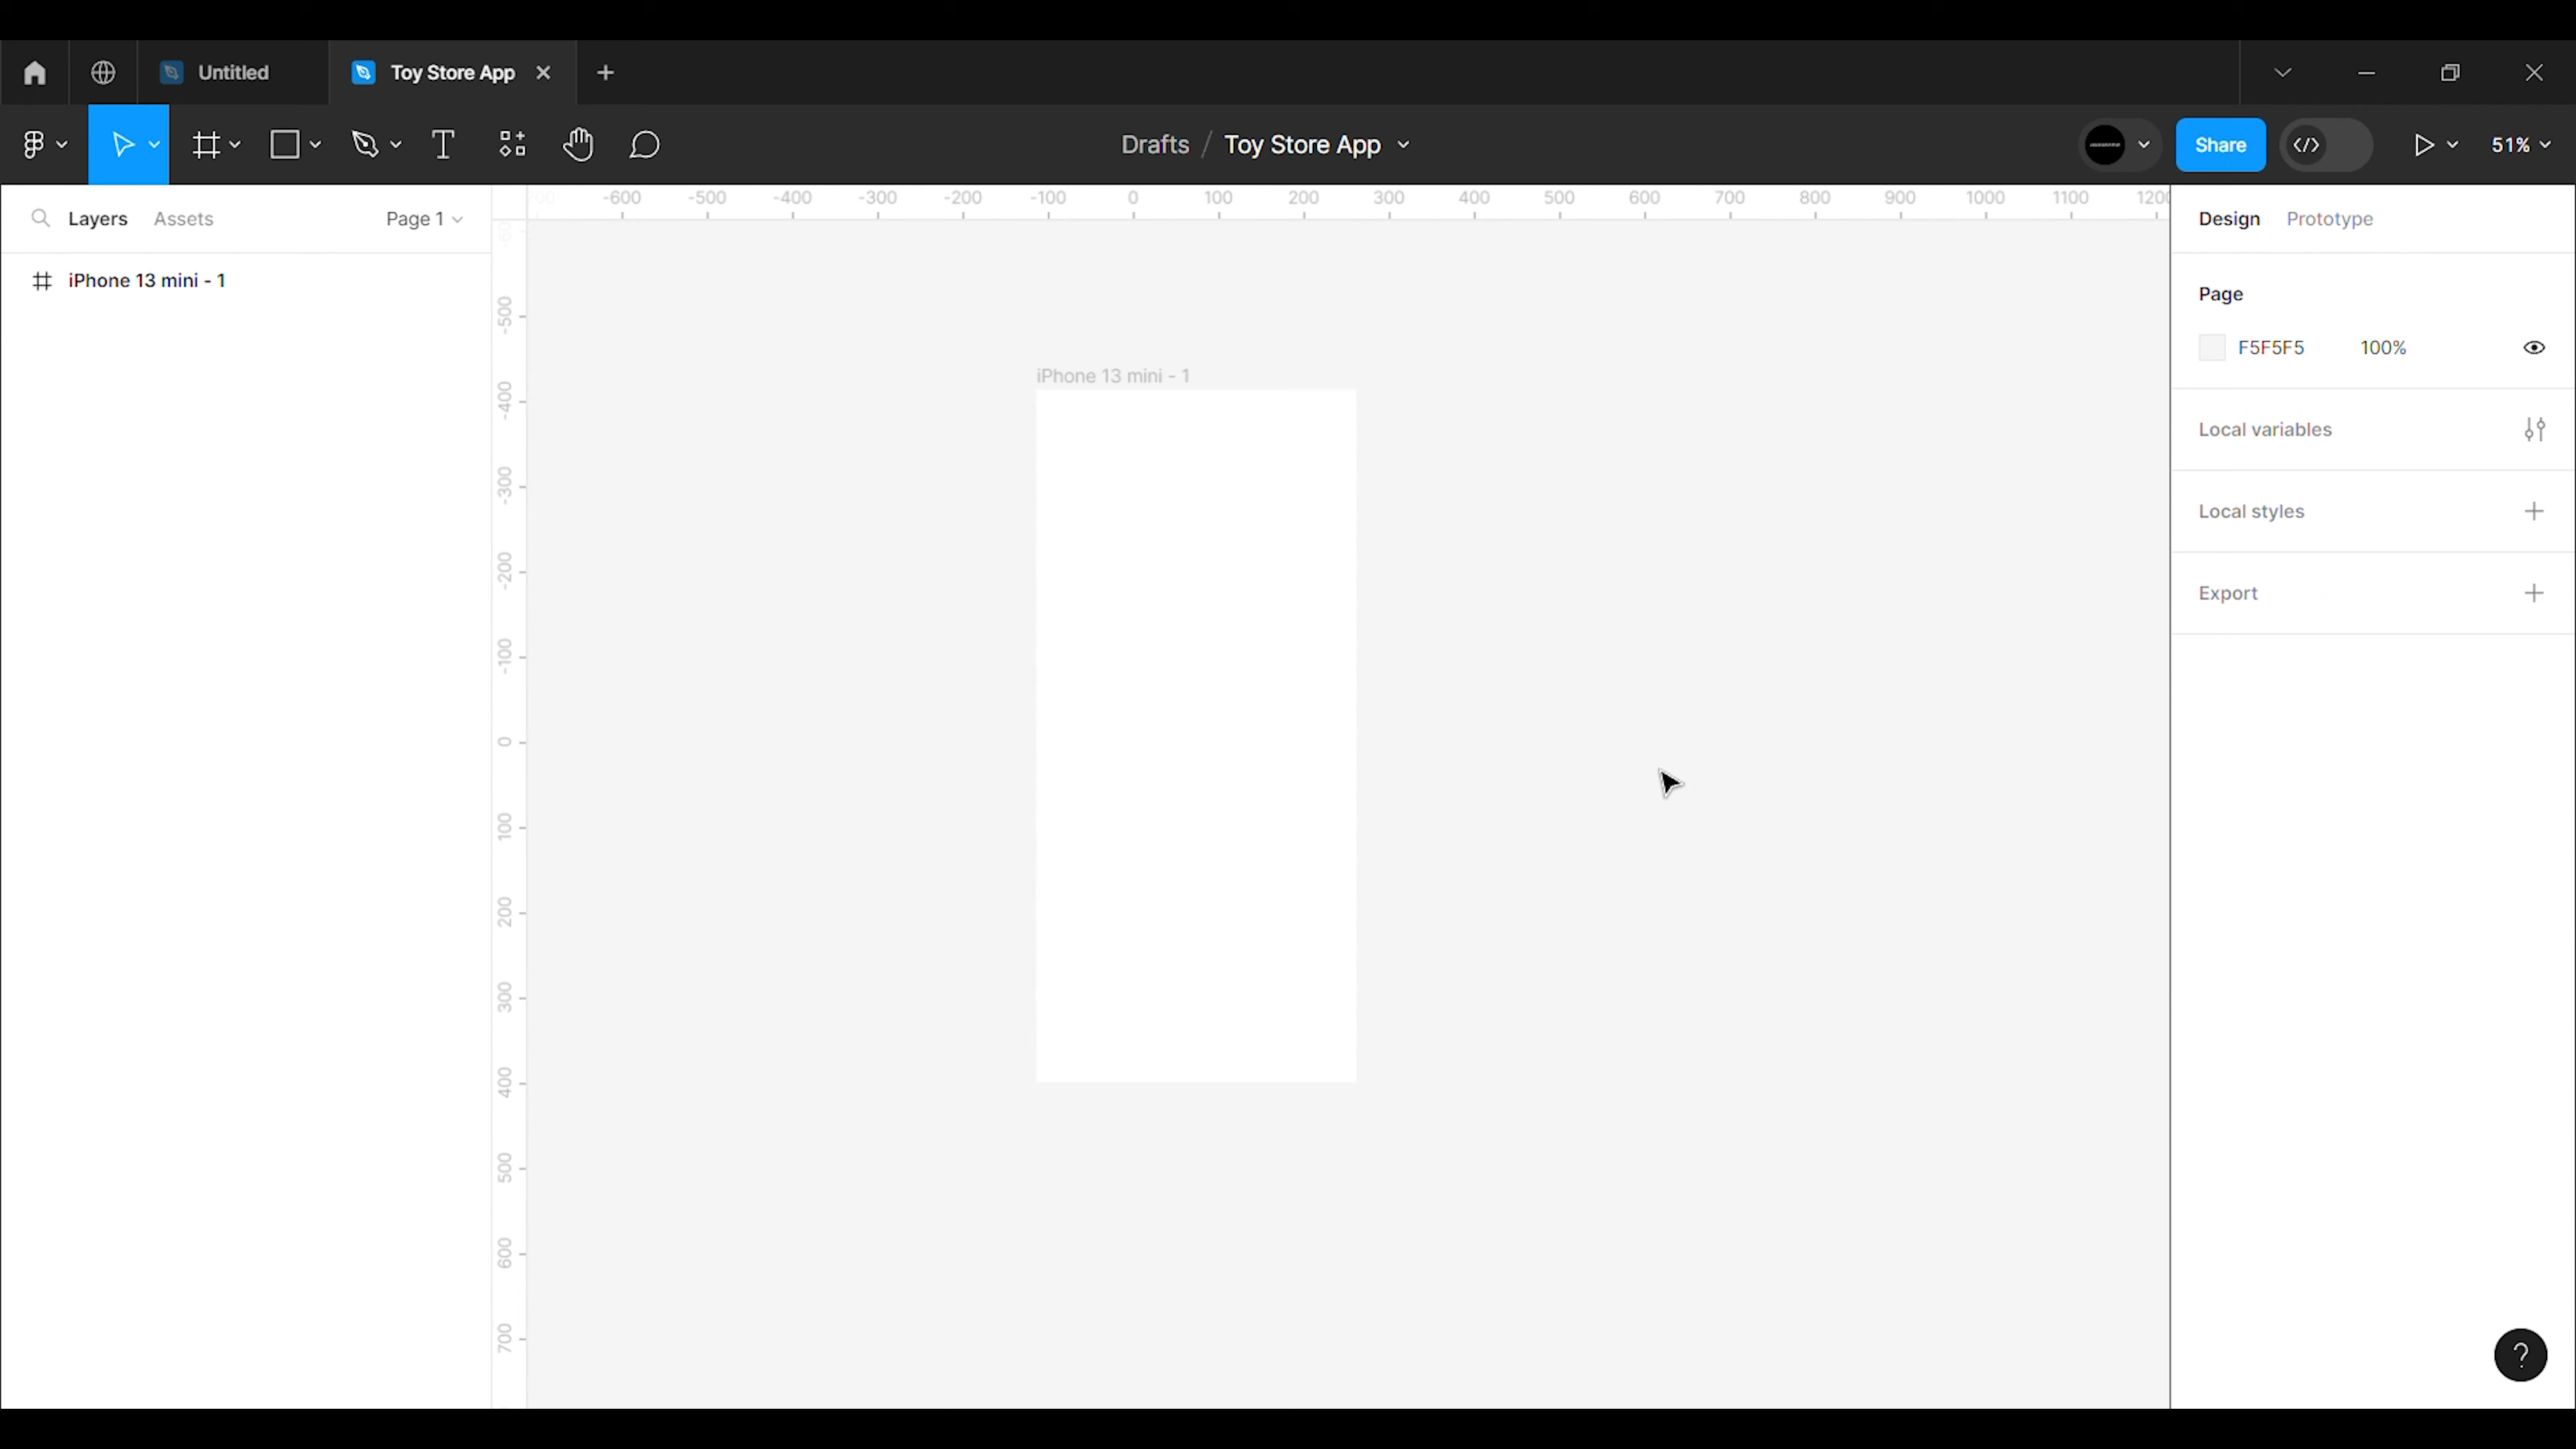 Untitled
Toy Store App
Drafts / Toy Store App
Share
51%
Layers
Assets
Page 1
iPhone 13 mini - 1
-600 -500 -400 -300 -200 -100 0 100 200 300 400 500 600 700 800 900 1000 1100
-500
-400
-300
-200
-100
0
100
200
300
400
500
600
700
iPhone 13 mini - 1
Design
Prototype
Page
F5F5F5
100%
Local variables
Local styles
Export
?